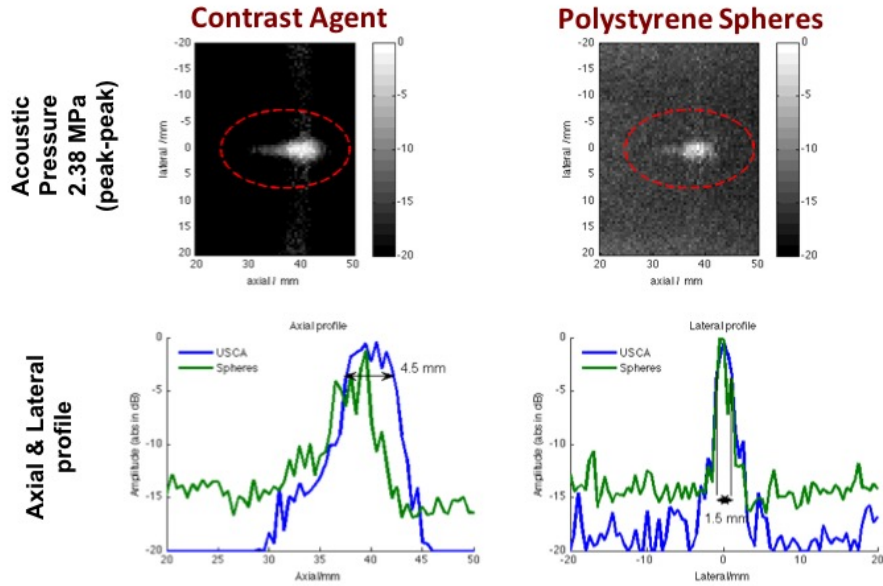 Contrast Agent
Polystyrene Spheres
Acoustic
Pressure
2.38 MPa
(peak-peak)
-20
-15
-10
-5
0
5
10
15
20
lateral /mm
20
30
40
50
axial / mm
0
-5
-10
-15
-20
-20
-15
-10
-5
0
5
10
15
20
lateral /mm
20
30
40
50
axial / mm
0
-5
-10
-15
-20
Axial & Lateral
profile
Axial profile
USCA
Spheres
4.5 mm
0
-5
-10
-15
-20
Amplitude (abs in dB)
20
25
30
35
40
45
50
Axial/mm
Lateral profile
USCA
Spheres
1.5 mm
0
-5
-10
-15
-20
Amplitude (abs in dB)
-20
-10
0
10
20
Lateral/mm